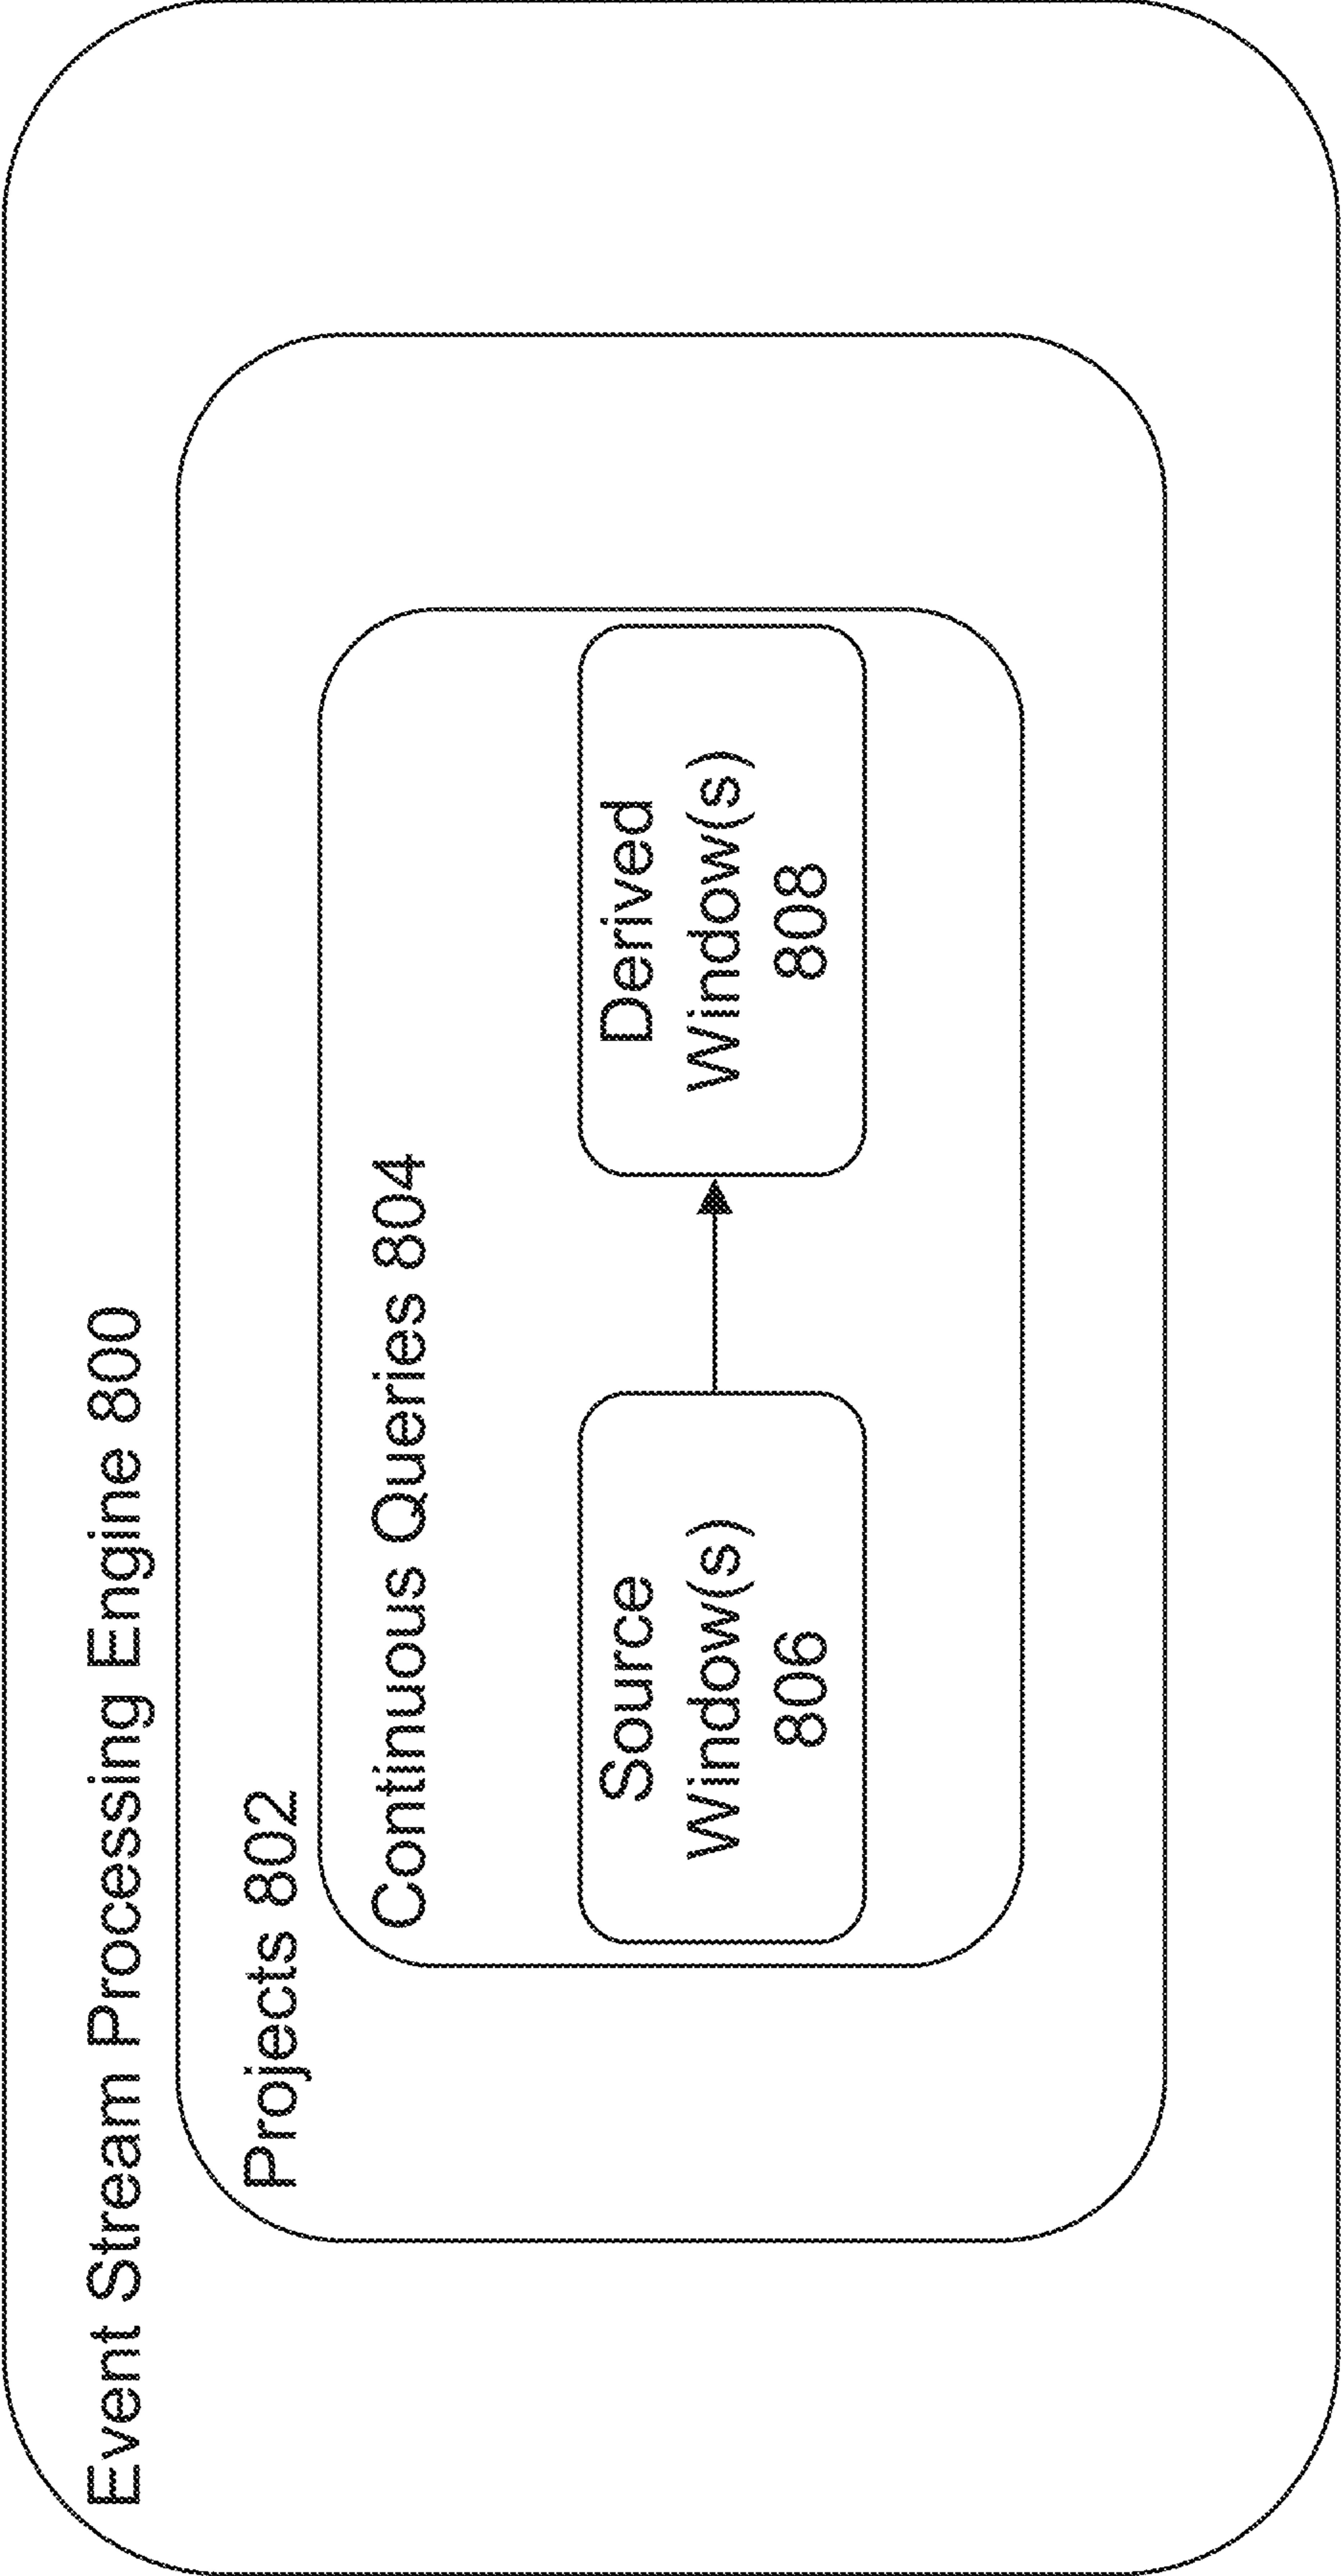 Event Stream Processing Engine 800
Projects 802
Continuous Queries 804
Source
Window(s)
806
Derived
Window(s)
808